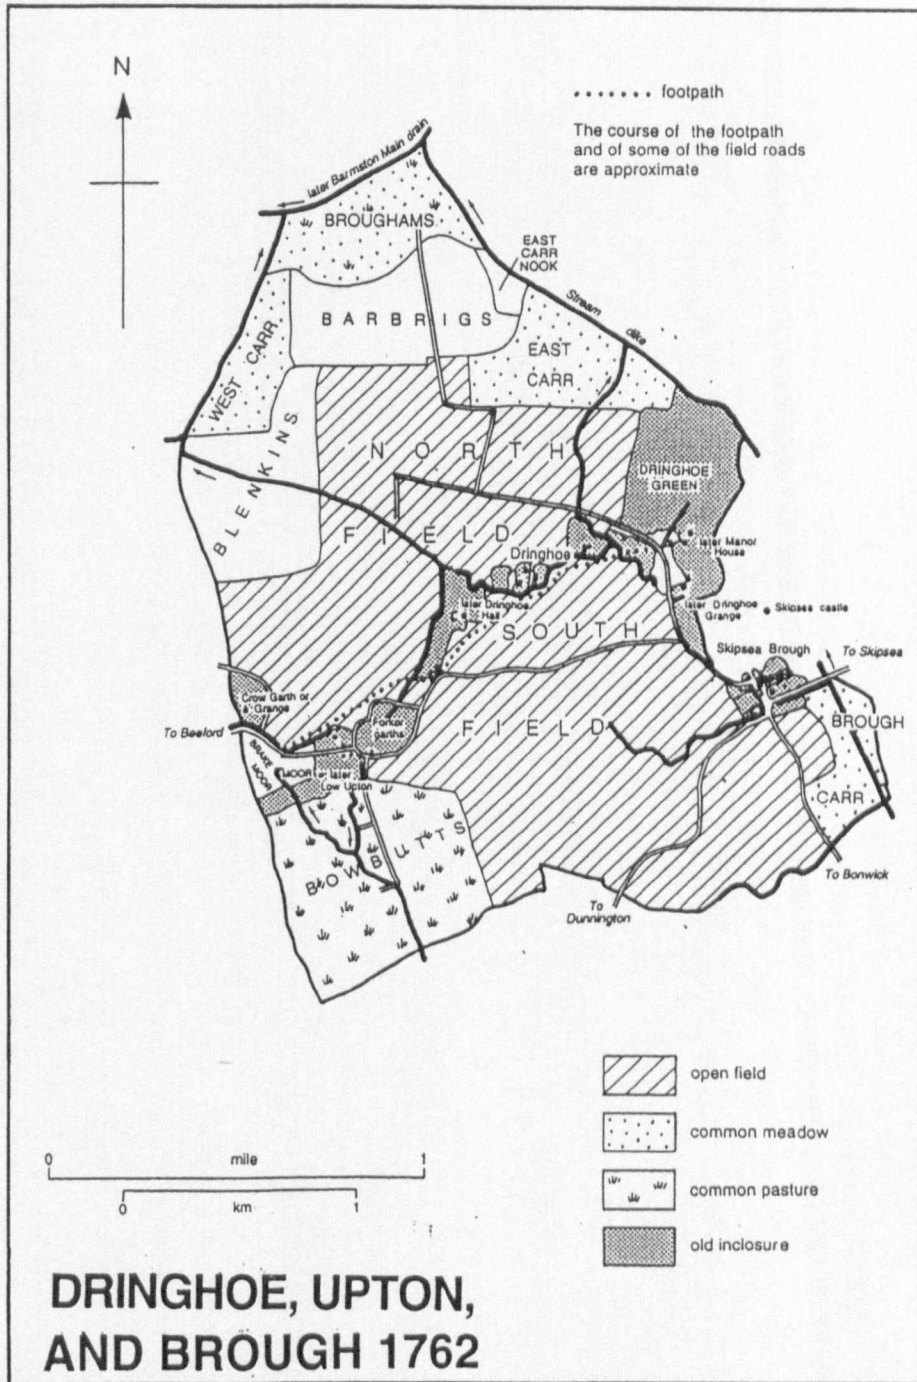 N
footpath
The course of the footpath
and of some of the field roads
are approximate
later Barmston Main drain
BROUGHAMS
EAST
CARR
NOOK
BARBRIGS
Stream dike
WEST CARR
EAST
CARR
BLENKINS
NORTH
DRINGHOE
GREEN
FIELD
Dringhoe
later Manor
House
later Dringhoe
Hall
later Dringhoe
Grange
Skipsea castle
SOUTH
Skipsea Brough
To Skipsea
Crow Garth or
Grange
Forker
garths
FIELD
BROUGH
To Beeford
BRAKE
MOOR
MOOR
later
Low Upton
CARR
BOWBUTTS
To Bonwick
To
Dunnington
open field
common meadow
common pasture
old inclosure
0 mile 1
0 km 1
DRINGHOE, UPTON,
AND BROUGH 1762